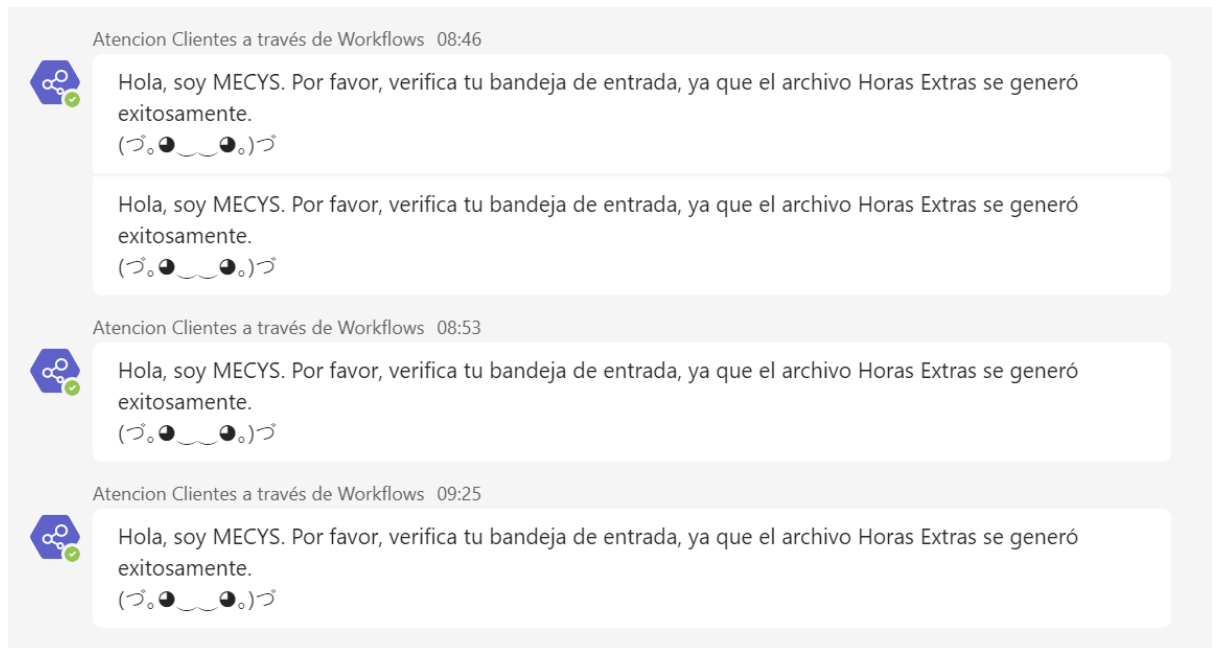 Atencion Clientes a través de Workflows 08:46
Hola, soy MECYS. Por favor, verifica tu bandeja de entrada, ya que el archivo Horas Extras se generó
exitosamente.
(づ｡◕‿‿◕｡)づ
Hola, soy MECYS. Por favor, verifica tu bandeja de entrada, ya que el archivo Horas Extras se generó
exitosamente.
(づ｡◕‿‿◕｡)づ
Atencion Clientes a través de Workflows 08:53
Hola, soy MECYS. Por favor, verifica tu bandeja de entrada, ya que el archivo Horas Extras se generó
exitosamente.
(づ｡◕‿‿◕｡)づ
Atencion Clientes a través de Workflows 09:25
Hola, soy MECYS. Por favor, verifica tu bandeja de entrada, ya que el archivo Horas Extras se generó
exitosamente.
(づ｡◕‿‿◕｡)づ